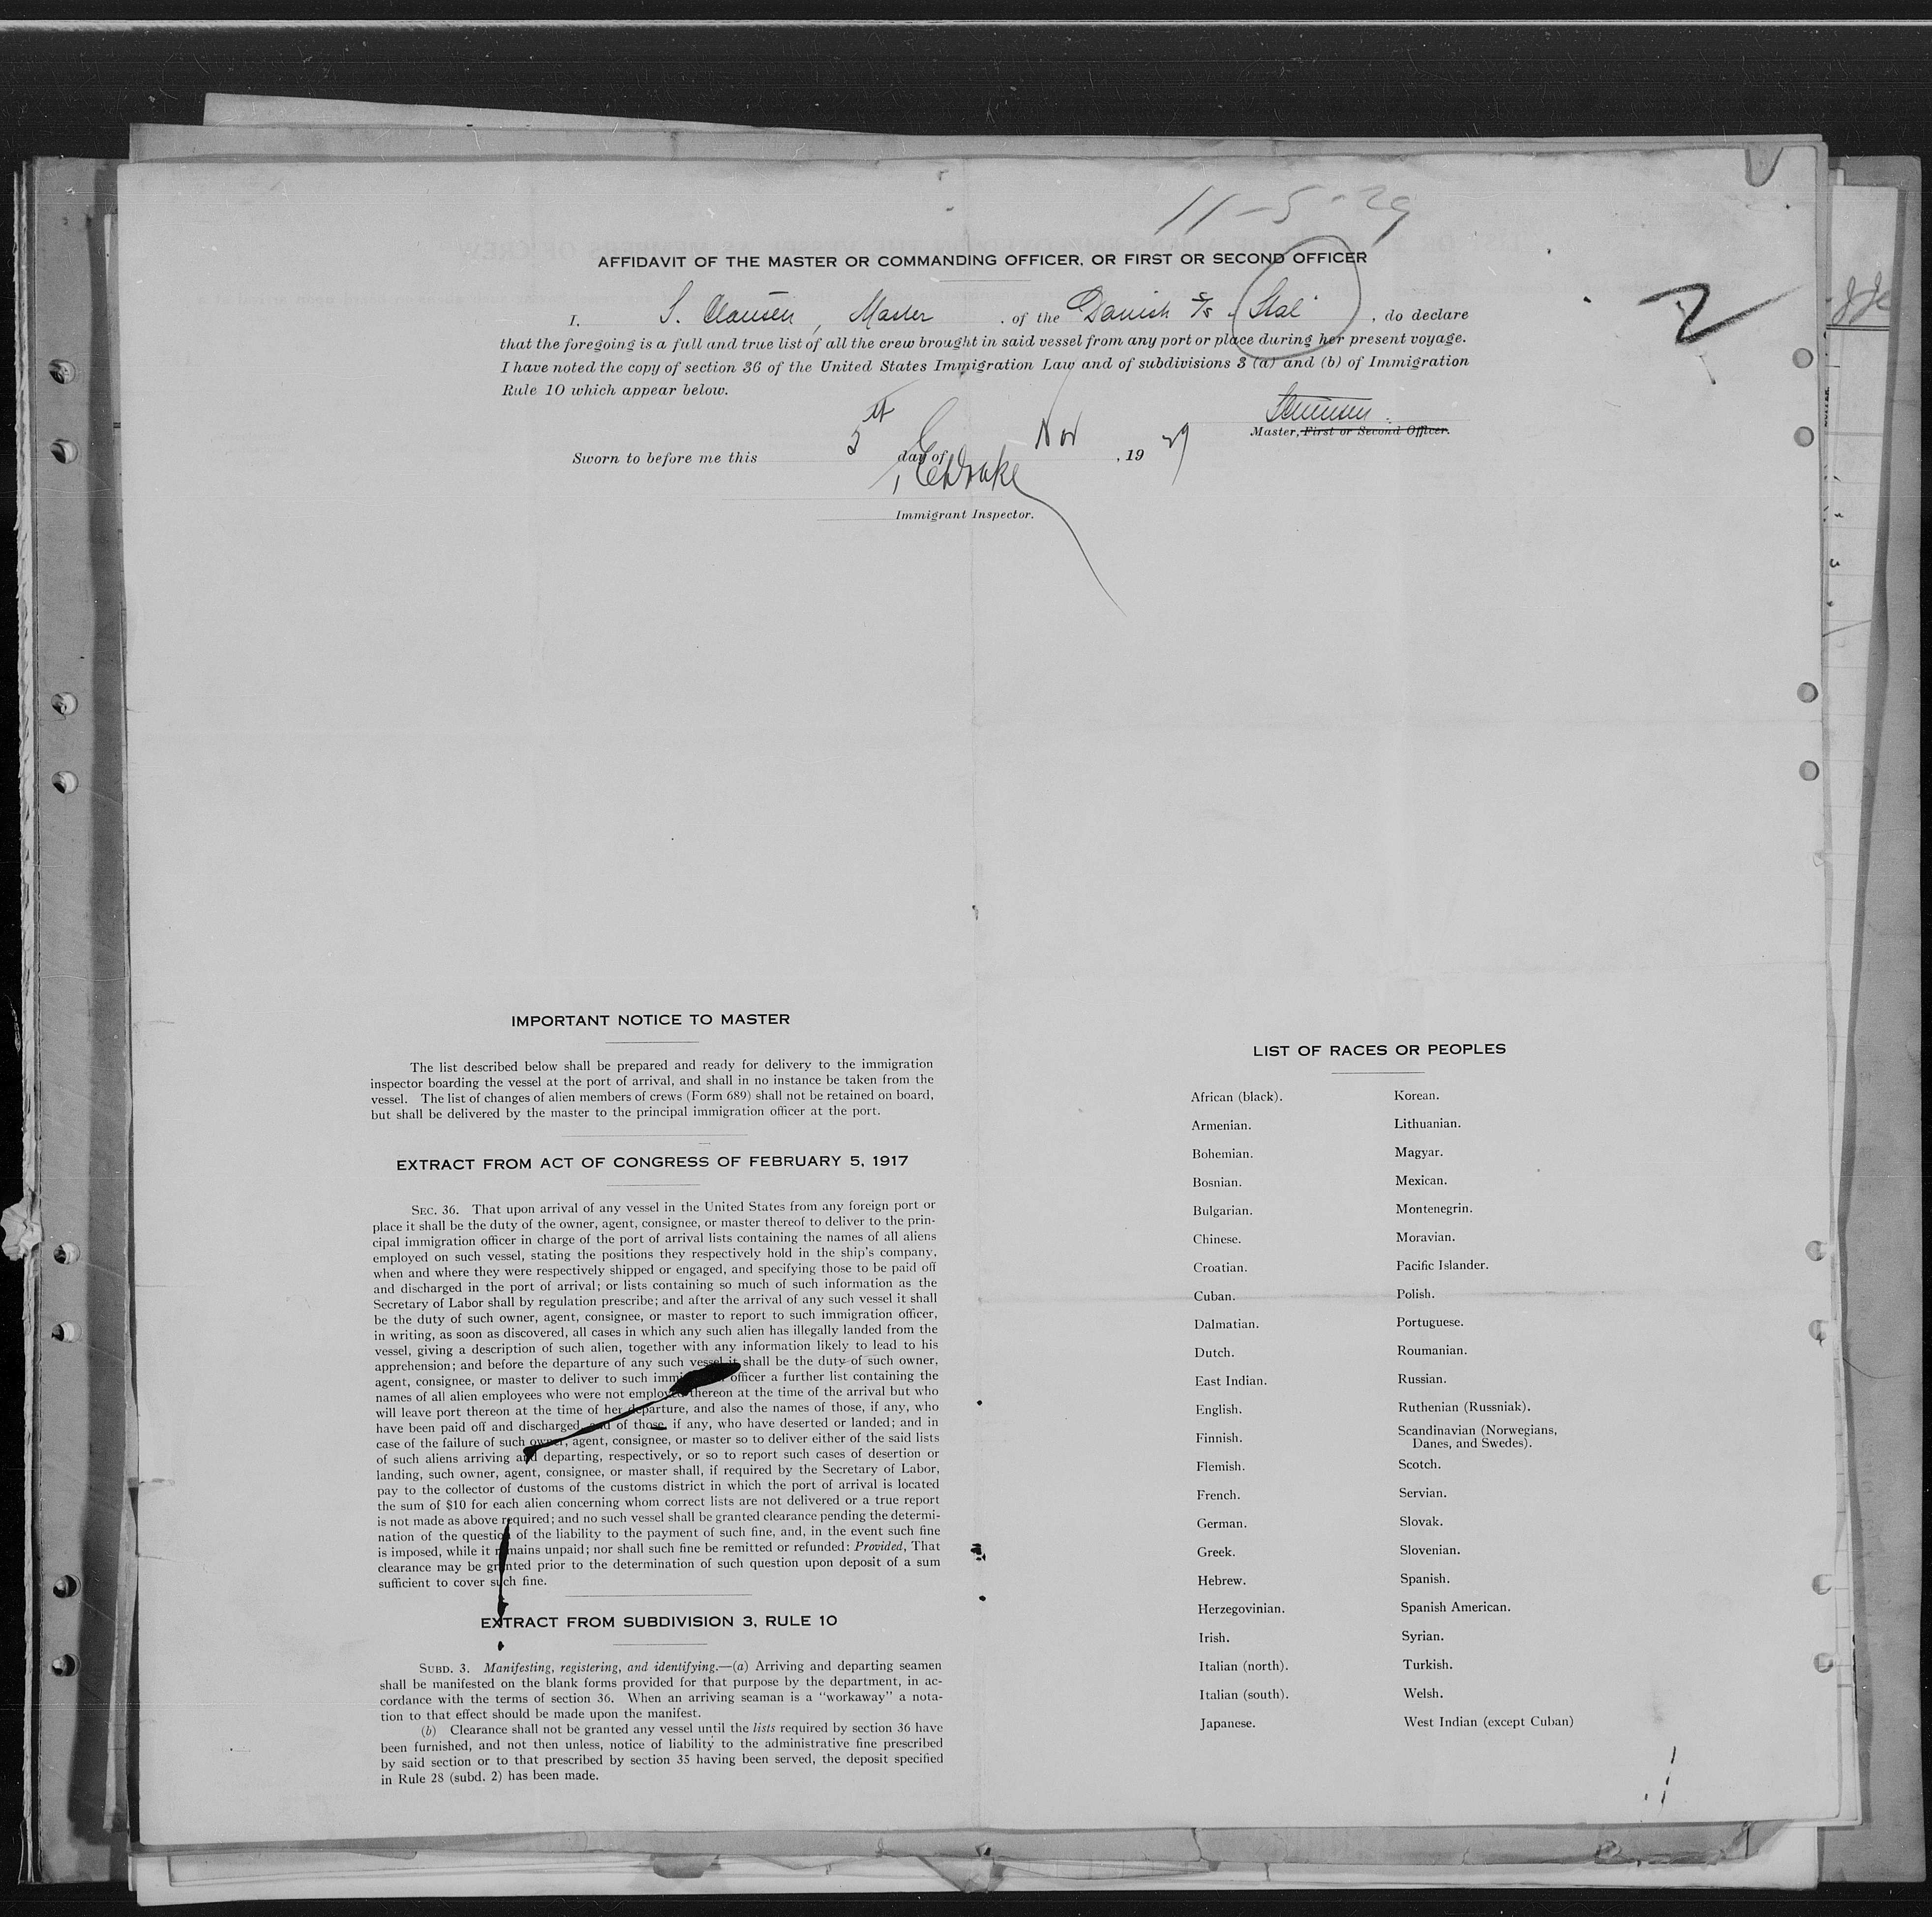 11-5-29
AFFIDAVIT OF THE MASTER OR COMMANDING OFFICER, OR FIRST OR SECOND OFFICER
2
I, S. Clausen, Master, of the Danish S/S "Stal", do declare
that the foregoing is a full and true list of all the crew brought in said vessel from any port or place during her present voyage.
I have noted the copy of section 36 of the United States Immigration Law and of subdivisions 3 (a) and (b) of Immigration
Rule 10 which appear below.
Master, First or Second Officer.
Sworn to before me this 5th day of Nov, 19 29
Immigrant Inspector.
IMPORTANT NOTICE TO MASTER
The list described below shall be prepared and ready for delivery to the immigration
inspector boarding the vessel at the port of arrival, and shall in no instance be taken from the
vessel. The list of changes of alien members of crews (Form 689) shall not be retained on board,
but shall be delivered by the master to the principal immigration officer at the port.
EXTRACT FROM ACT OF CONGRESS OF FEBRUARY 5, 1917
SEC. 36. That upon arrival of any vessel in the United States from any foreign port or
place it shall be the duty of the owner, agent, consignee, or master thereof to deliver to the prin-
cipal immigration officer in charge of the port of arrival lists containing the names of all aliens
employed on such vessel, stating the positions they respectively hold in the ship's company,
when and where they were respectively shipped or engaged, and specifying those to be paid off
and discharged in the port of arrival; or lists containing so much of such information as the
Secretary of Labor shall by regulation prescribe; and after the arrival of any such vessel it shall
be the duty of such owner, agent, consignee, or master to report to such immigration officer,
in writing, as soon as discovered, all cases in which any such alien has illegally landed from the
vessel, giving a description of such alien, together with any information likely to lead to his
apprehension; and before the departure of any such vessel it shall be the duty of such owner,
agent, consignee, or master to deliver to such immigration officer a further list containing the
names of all alien employees who were not employed thereon at the time of the arrival but who
will leave port thereon at the time of her departure, and also the names of those, if any, who
have been paid off and discharged, and of those, if any, who have deserted or landed; and in
case of the failure of such owner, agent, consignee, or master so to deliver either of the said lists
of such aliens arriving and departing, respectively, or so to report such cases of desertion or
landing, such owner, agent, consignee, or master shall, if required by the Secretary of Labor,
pay to the collector of customs of the customs district in which the port of arrival is located
the sum of $10 for each alien concerning whom correct lists are not delivered or a true report
is not made as above required; and no such vessel shall be granted clearance pending the determi-
nation of the question of the liability to the payment of such fine, and, in the event such fine
is imposed, while it remains unpaid; nor shall such fine be remitted or refunded: Provided, That
clearance may be granted prior to the determination of such question upon deposit of a sum
sufficient to cover such fine.
EXTRACT FROM SUBDIVISION 3, RULE 10
SUBD. 3. Manifesting, registering, and identifying.—(a) Arriving and departing seamen
shall be manifested on the blank forms provided for that purpose by the department, in ac-
cordance with the terms of section 36. When an arriving seaman is a "workaway" a nota-
tion to that effect should be made upon the manifest.
(b) Clearance shall not be granted any vessel until the lists required by section 36 have
been furnished, and not then unless, notice of liability to the administrative fine prescribed
by said section or to that prescribed by section 35 having been served, the deposit specified
in Rule 28 (subd. 2) has been made.
LIST OF RACES OR PEOPLES
African (black).
Armenian.
Bohemian.
Bosnian.
Bulgarian.
Chinese.
Croatian.
Cuban.
Dalmatian.
Dutch.
East Indian.
English.
Finnish.
Flemish.
French.
German.
Greek.
Hebrew.
Herzegovinian.
Irish.
Italian (north).
Italian (south).
Japanese.
Korean.
Lithuanian.
Magyar.
Mexican.
Montenegrin.
Moravian.
Pacific Islander.
Polish.
Portuguese.
Roumanian.
Russian.
Ruthenian (Russniak).
Scandinavian (Norwegians,
Danes, and Swedes).
Scotch.
Servian.
Slovak.
Slovenian.
Spanish.
Spanish American.
Syrian.
Turkish.
Welsh.
West Indian (except Cuban)